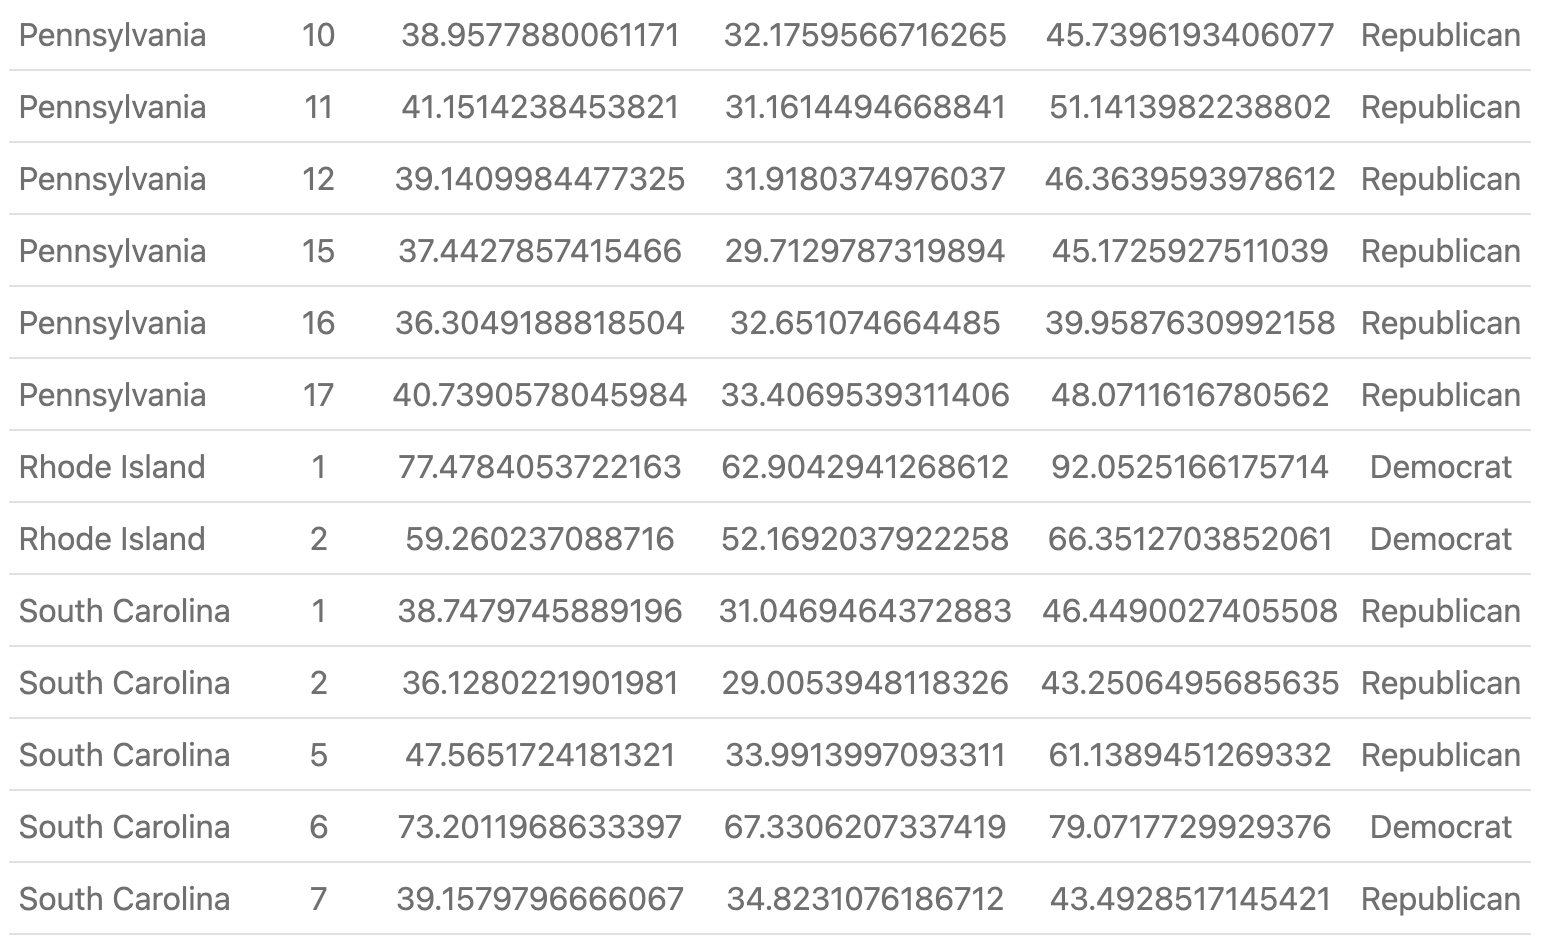 Pennsylvania 10 38.9577880061171 32.1759566716265 45.7396193406077 Republican
Pennsylvania 11 41.1514238453821 31.1614494668841 51.1413982238802 Republican
Pennsylvania 12 39.1409984477325 31.9180374976037 46.3639593978612 Republican
Pennsylvania 15 37.4427857415466 29.7129787319894 45.1725927511039 Republican
Pennsylvania 16 36.3049188818504 32.651074664485 39.9587630992158 Republican
Pennsylvania 17 40.7390578045984 33.4069539311406 48.0711616780562 Republican
Rhode Island 1 77.4784053722163 62.9042941268612 92.0525166175714 Democrat
Rhode Island 2 59.260237088716 52.1692037922258 66.3512703852061 Democrat
South Carolina 1 38.7479745889196 31.0469464372883 46.4490027405508 Republican
South Carolina 2 36.1280221901981 29.0053948118326 43.2506495685635 Republican
South Carolina 5 47.5651724181321 33.9913997093311 61.1389451269332 Republican
South Carolina 6 73.2011968633397 67.3306207337419 79.0717729929376 Democrat
South Carolina 7 39.1579796666067 34.8231076186712 43.4928517145421 Republican